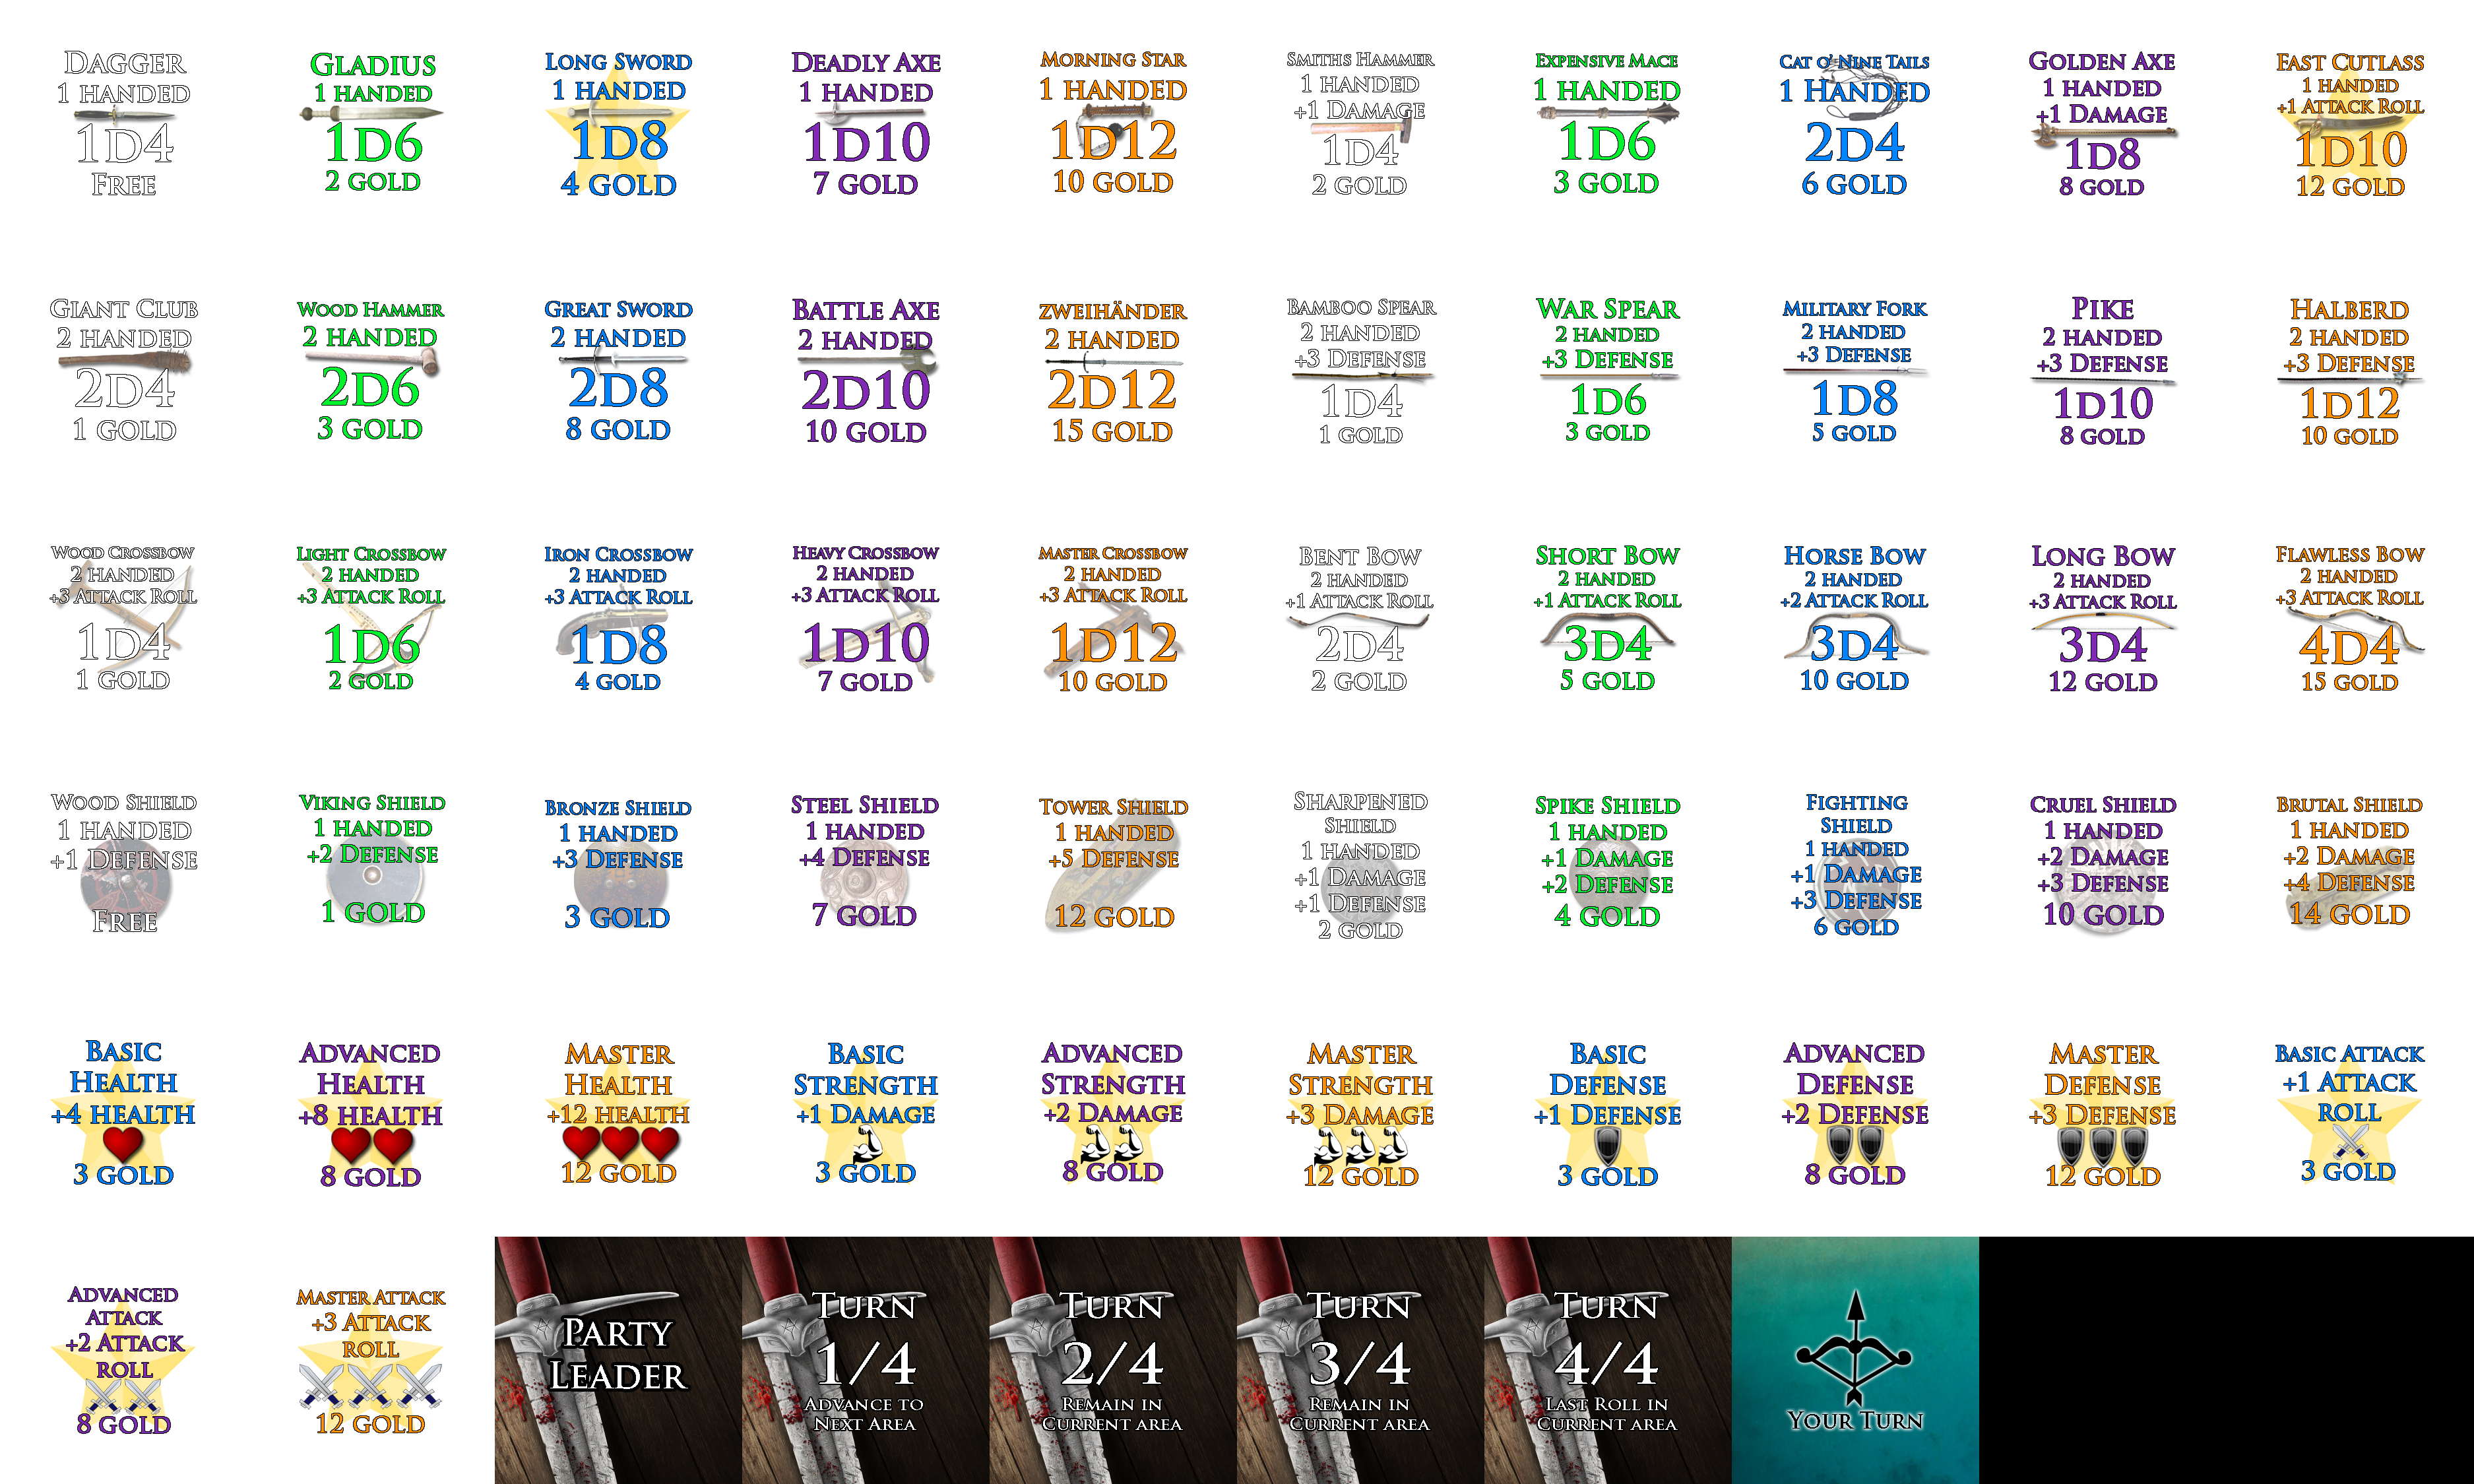 Dagger
1 Handed
1d4
Free
Gladius
1 Handed
1d6
2 Gold
Long Sword
1 Handed
1d8
4 Gold
Deadly Axe
1 Handed
1d10
7 Gold
Morning Star
1 Handed
1d12
10 Gold
Smiths Hammer
1 Handed
+1 Damage
1d4
2 Gold
Expensive Mace
1 Handed
1d6
3 Gold
Cat o' Nine Tails
1 Handed
2d4
6 Gold
Golden Axe
1 Handed
+1 Damage
1d8
8 Gold
Fast Cutlass
1 Handed
+1 Attack Roll
1d10
12 Gold
Giant Club
2 Handed
2d4
1 Gold
Wood Hammer
2 Handed
2d6
3 Gold
Great Sword
2 Handed
2d8
8 Gold
Battle Axe
2 Handed
2d10
10 Gold
zweihänder
2 Handed
2d12
15 Gold
Bamboo Spear
2 Handed
+3 Defense
1d4
1 Gold
War Spear
2 Handed
+3 Defense
1d6
3 Gold
Military Fork
2 Handed
+3 Defense
1d8
5 Gold
Pike
2 Handed
+3 Defense
1d10
8 Gold
Halberd
2 Handed
+3 Defense
1d12
10 Gold
Wood Crossbow
2 Handed
+3 Attack Roll
1d4
1 Gold
Light Crossbow
2 Handed
+3 Attack Roll
1d6
2 Gold
Iron Crossbow
2 Handed
+3 Attack Roll
1d8
4 Gold
Heavy Crossbow
2 Handed
+3 Attack Roll
1d10
7 Gold
Master Crossbow
2 Handed
+3 Attack Roll
1d12
10 Gold
Bent Bow
2 Handed
+1 Attack Roll
2d4
2 Gold
Short Bow
2 Handed
+1 Attack Roll
3d4
5 Gold
Horse Bow
2 Handed
+2 Attack Roll
3d4
10 Gold
Long Bow
2 Handed
+3 Attack Roll
3d4
12 Gold
Flawless Bow
2 Handed
+3 Attack Roll
4d4
15 Gold
Wood Shield
1 Handed
+1 Defense
Free
Viking Shield
1 Handed
+2 Defense
1 Gold
Bronze Shield
1 Handed
+3 Defense
3 Gold
Steel Shield
1 Handed
+4 Defense
7 Gold
Tower Shield
1 Handed
+5 Defense
12 Gold
Sharpened
Shield
1 Handed
+1 Damage
+1 Defense
2 Gold
Spike Shield
1 Handed
+1 Damage
+2 Defense
4 Gold
Fighting
Shield
1 Handed
+1 Damage
+3 Defense
6 Gold
Cruel Shield
1 Handed
+2 Damage
+3 Defense
10 Gold
Brutal Shield
1 Handed
+2 Damage
+4 Defense
14 Gold
Basic
Health
+4 Health
3 Gold
Advanced
Health
+8 Health
8 Gold
Master
Health
+12 Health
12 Gold
Basic
Strength
+1 Damage
3 Gold
Advanced
Strength
+2 Damage
8 Gold
Master
Strength
+3 Damage
12 Gold
Basic
Defense
+1 Defense
3 Gold
Advanced
Defense
+2 Defense
8 Gold
Master
Defense
+3 Defense
12 Gold
Basic Attack
+1 Attack
Roll
3 Gold
Advanced
Attack
+2 Attack
Roll
8 Gold
Master Attack
+3 Attack
Roll
12 Gold
Party
Leader
Turn
1/4
Advance to
Next Area
Turn
2/4
Remain in
Current area
Turn
3/4
Remain in
Current area
Turn
4/4
Last Roll in
Current area
Your Turn